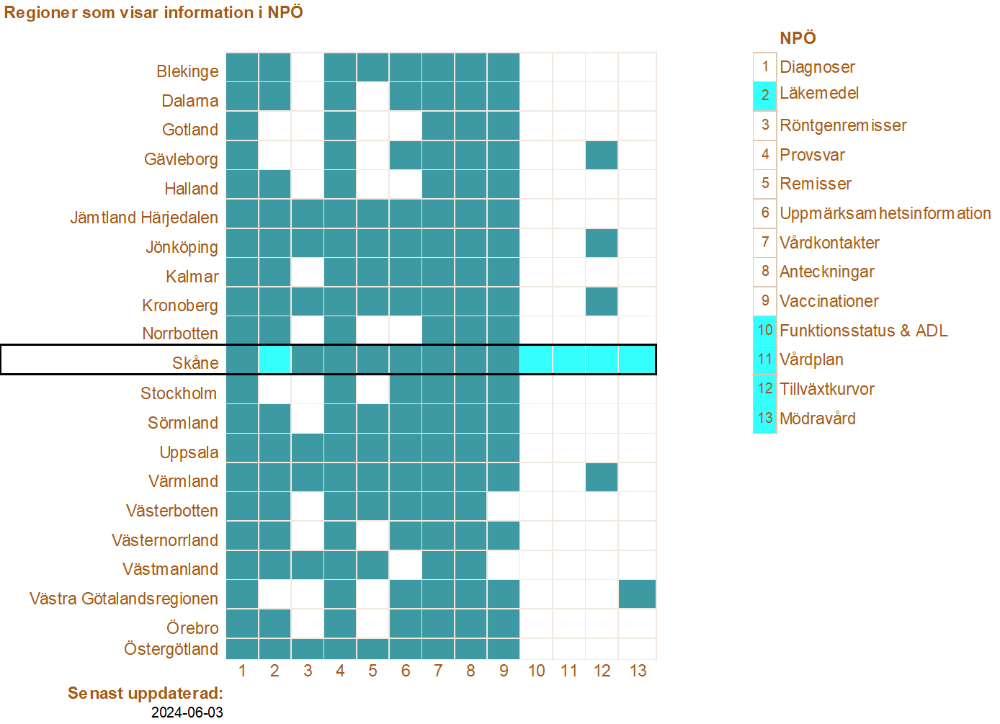 Regioner som visar information i NPÖ
Blekinge
Dalarna
Gotland
Gävleborg
Halland
Jämtland Härjedalen
Jönköping
Kalmar
Kronoberg
Norrbotten
Skåne
Stockholm
Sörmland
Uppsala
Värmland
Västerbotten
Västernorrland
Västmanland
Västra Götalandsregionen
Örebro
Östergötland
1 2 3 4 5 6 7 8 9 10 11 12 13
Senast uppdaterad:
2024-06-03
NPÖ
1 Diagnoser
2 Läkemedel
3 Röntgenremisser
4 Provsvar
5 Remisser
6 Uppmärksamhetsinformation
7 Vårdkontakter
8 Anteckningar
9 Vaccinationer
10 Funktionsstatus & ADL
11 Vårdplan
12 Tillväxtkurvor
13 Mödravård